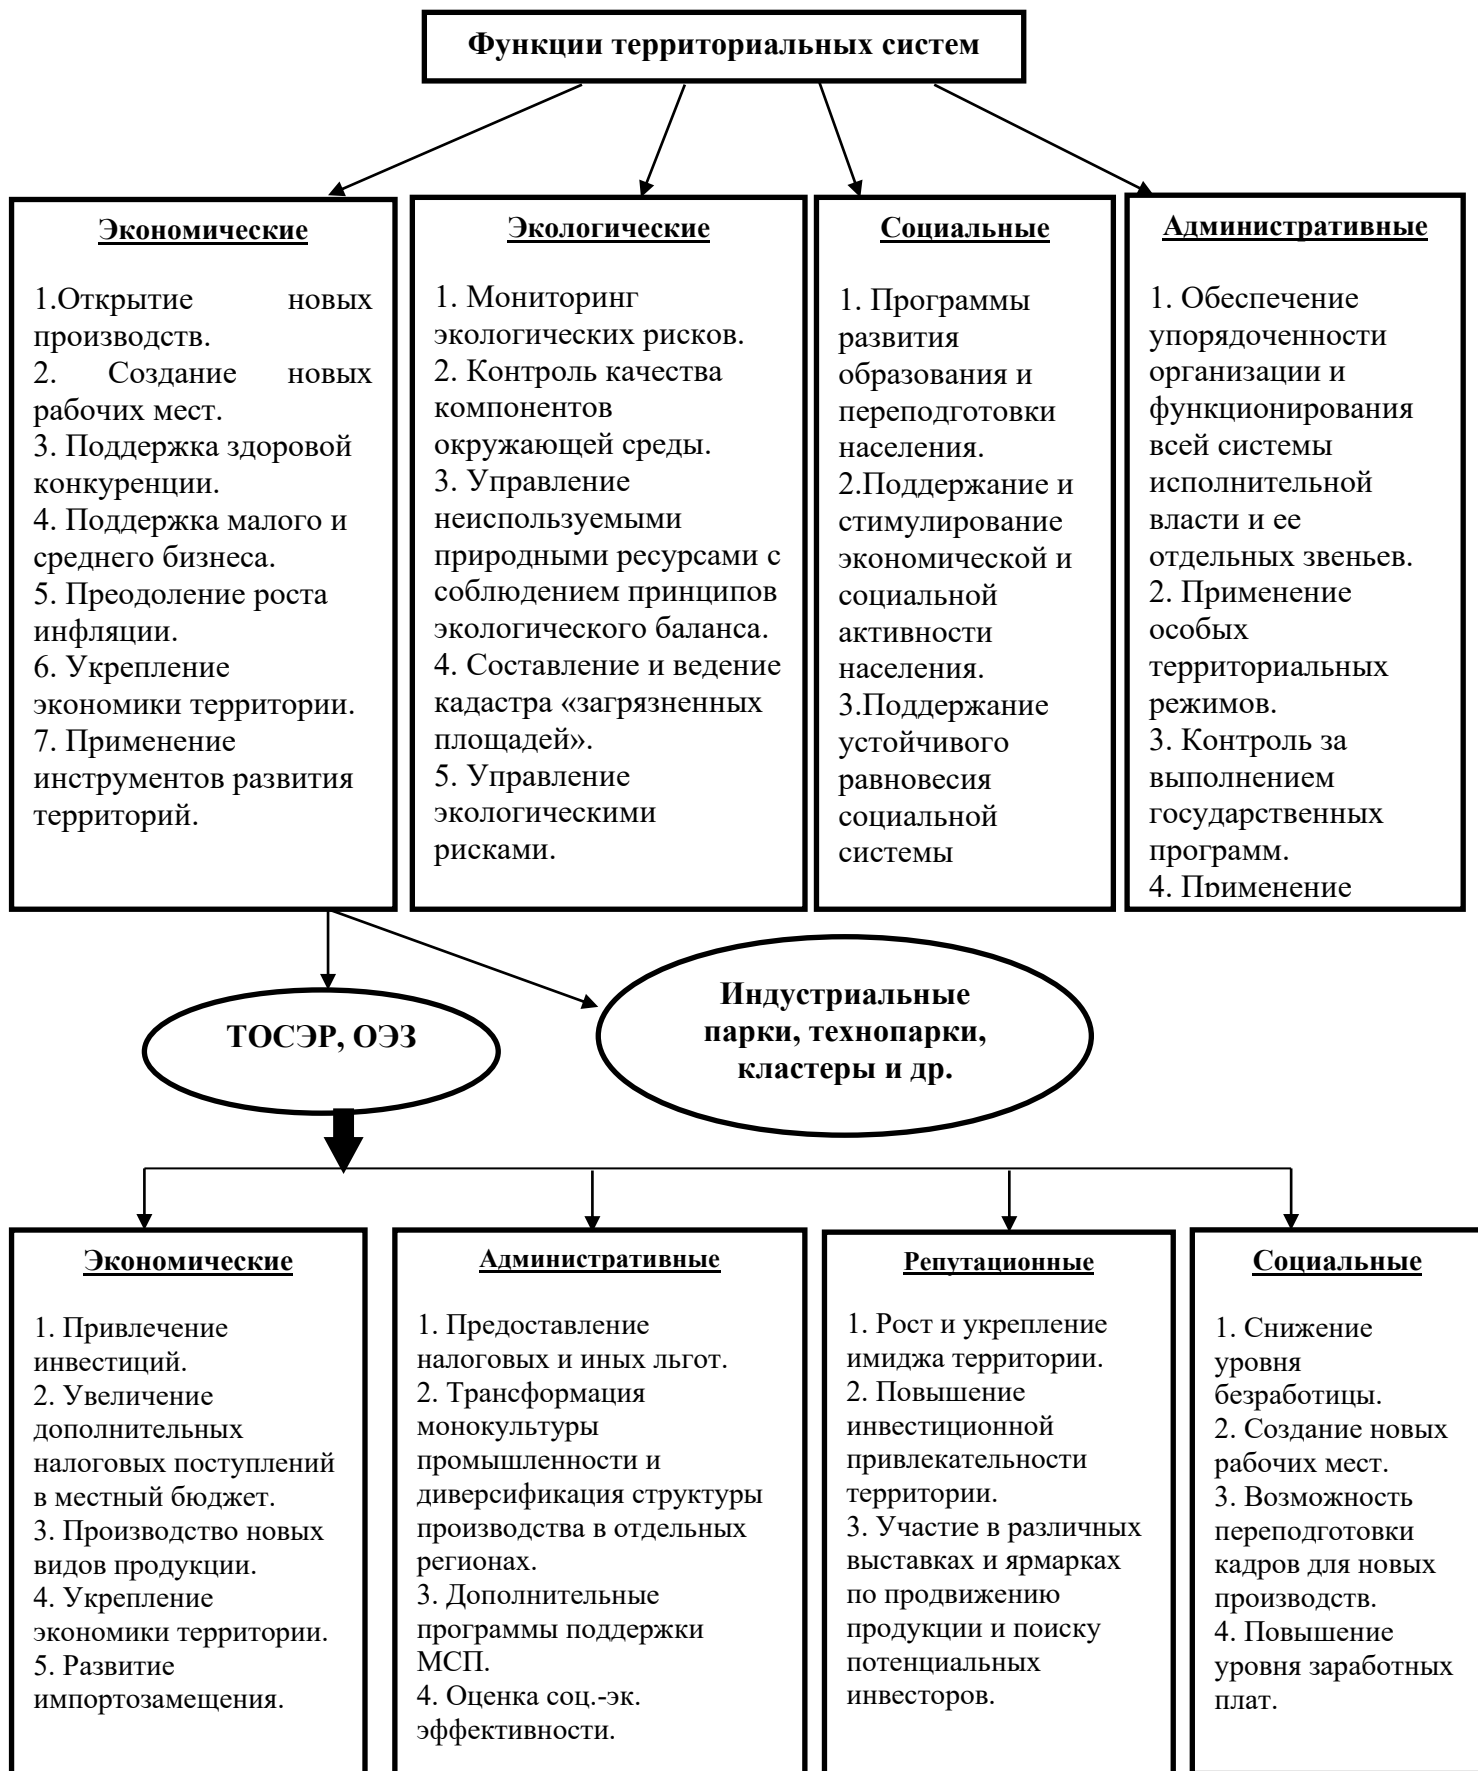 Функции территориальных систем
Экономические
1.Открытие новых
производств.
2. Создание новых
рабочих мест.
3. Поддержка здоровой
конкуренции.
4. Поддержка малого и
среднего бизнеса.
5. Преодоление роста
инфляции.
6. Укрепление
экономики территории.
7. Применение
инструментов развития
территорий.
Экологические
1. Мониторинг
экологических рисков.
2. Контроль качества
компонентов
окружающей среды.
3. Управление
неиспользуемыми
природными ресурсами с
соблюдением принципов
экологического баланса.
4. Составление и ведение
кадастра «загрязненных
площадей».
5. Управление
экологическими
рисками.
Социальные
1. Программы
развития
образования и
переподготовки
населения.
2.Поддержание и
стимулирование
экономической и
социальной
активности
населения.
3.Поддержание
устойчивого
равновесия
социальной
системы
Административные
1. Обеспечение
упорядоченности
организации и
функционирования
всей системы
исполнительной
власти и ее
отдельных звеньев.
2. Применение
особых
территориальных
режимов.
3. Контроль за
выполнением
государственных
программ.
4. Применение
ТОСЭР, ОЭЗ
Индустриальные
парки, технопарки,
кластеры и др.
Экономические
1. Привлечение
инвестиций.
2. Увеличение
дополнительных
налоговых поступлений
в местный бюджет.
3. Производство новых
видов продукции.
4. Укрепление
экономики территории.
5. Развитие
импортозамещения.
Административные
1. Предоставление
налоговых и иных льгот.
2. Трансформация
монокультуры
промышленности и
диверсификация структуры
производства в отдельных
регионах.
3. Дополнительные
программы поддержки
МСП.
4. Оценка соц.-эк.
эффективности.
Репутационные
1. Рост и укрепление
имиджа территории.
2. Повышение
инвестиционной
привлекательности
территории.
3. Участие в различных
выставках и ярмарках
по продвижению
продукции и поиску
потенциальных
инвесторов.
Социальные
1. Снижение
уровня
безработицы.
2. Создание новых
рабочих мест.
3. Возможность
переподготовки
кадров для новых
производств.
4. Повышение
уровня заработных
плат.